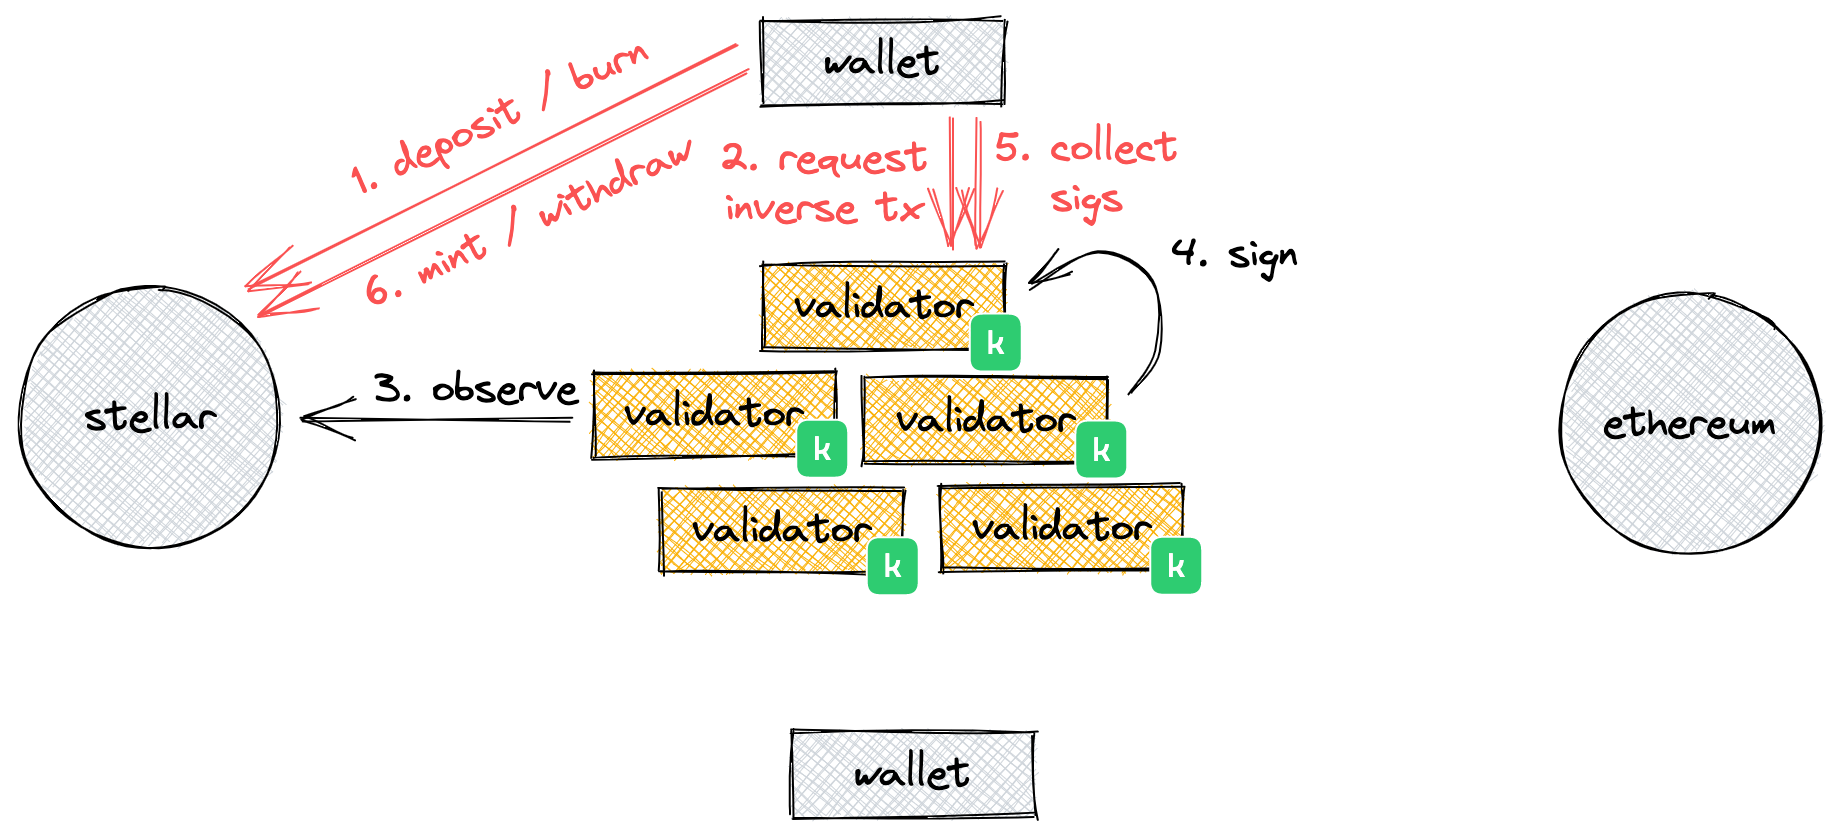 wallet
1. deposit / burn
6. mint / withdraw
2. request
inverse tx
5. collect
sigs
4. sign
validator
k
stellar
3. observe
validator
k
validator
k
ethereum
validator
k
validator
k
wallet